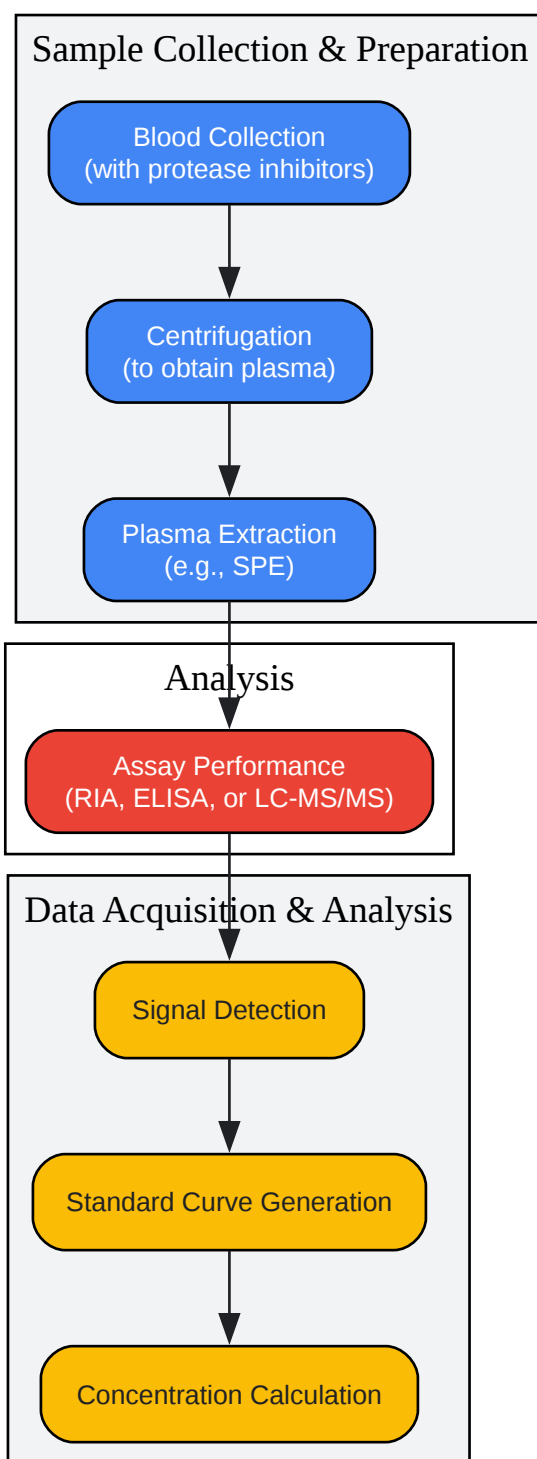 Sample Collection & Preparation
Blood Collection
(with protease inhibitors)
Centrifugation
(to obtain plasma)
Plasma Extraction
(e.g., SPE)
Analysis
Assay Performance
(RIA, ELISA, or LC-MS/MS)
Data Acquisition & Analysis
Signal Detection
Standard Curve Generation
Concentration Calculation